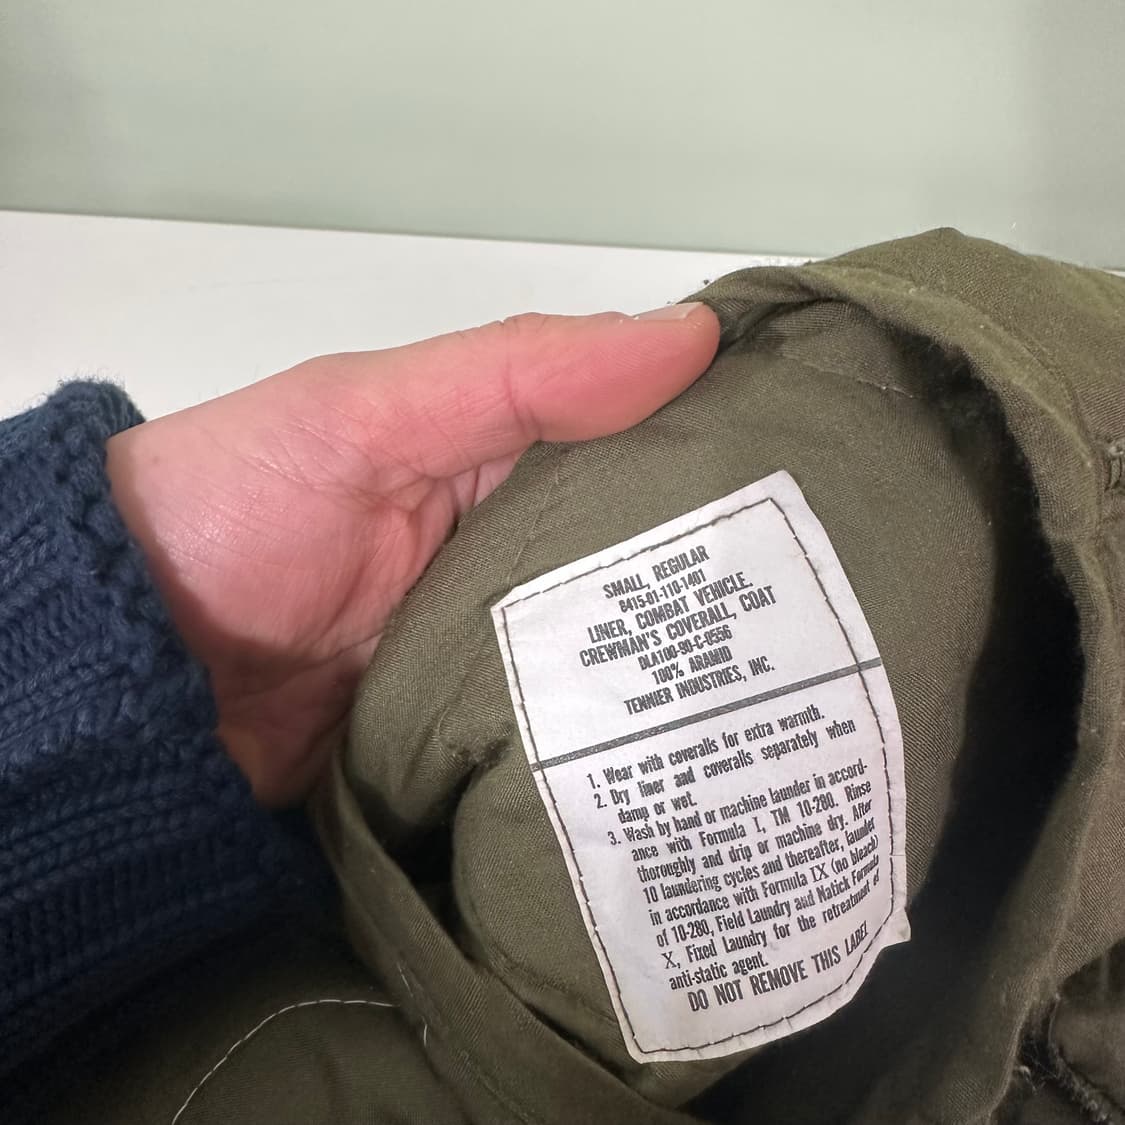 SMALL, REGULAR
8415-01-110-1401
LINER, COMBAT VEHICLE.
CREWMAN'S COVERALL, COAT
DLA100-90-C-0556
100% ARAMID
TENNIER INDUSTRIES, INC.
1. Wear with coveralls for extra warmth.
2. Dry liner and coveralls separately when
damp or wet.
3. Wash by hand or machine launder in accord-
ance with Formula I, TM 10-280. Rinse
thoroughly and drip or machine dry. After
10 laundering cycles and thereafter, launder
in accordance with Formula IX (no bleach)
of 10-280, Field Laundry and Natick Formula
X, Fixed Laundry for the retreatment of
anti-static agent.
DO NOT REMOVE THIS LABEL